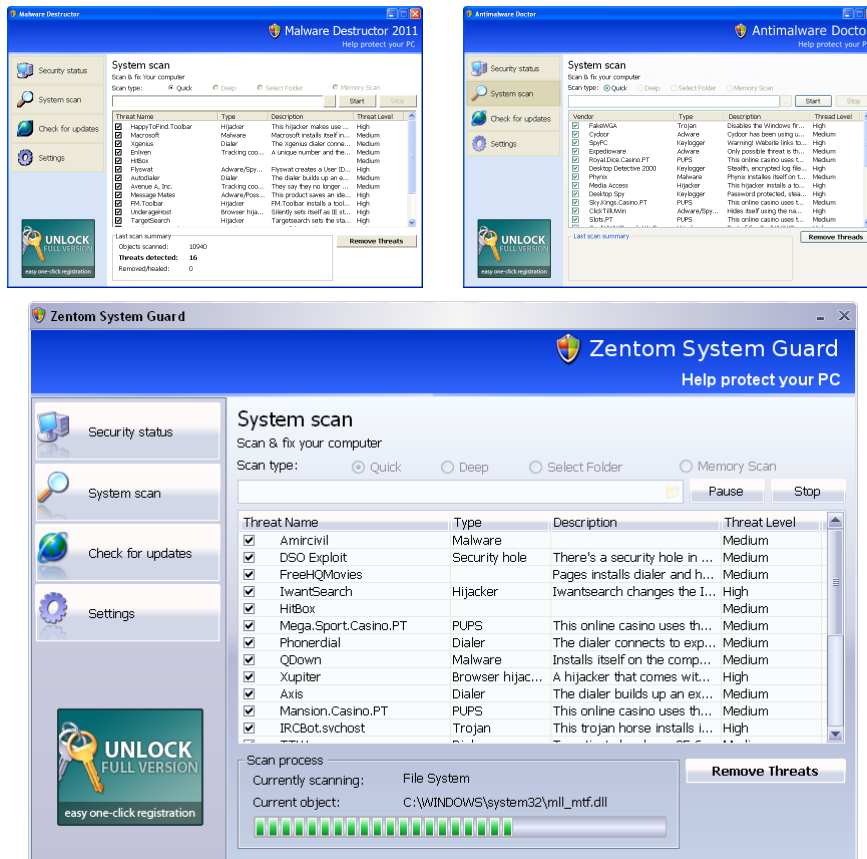 Malware Destructor
Malware Destructor 2011
Help protect your PC
Security status
System scan
Check for updates
Settings
UNLOCK
FULL VERSION
easy one-click registration
System scan
Scan & fix Your computer
Scan type: Quick Deep Select Folder Memory Scan
Start Stop
Threat Name Type Description Threat Level
HappyToFind.Toolbar Hijacker This hijacker makes use ... High
Macrosoft Malware Macrosoft installs itself in... Medium
Xgenius Dialer The Xgenius dialer conne... Medium
Enliven Tracking coo... A unique number and the... Medium
HitBox Medium
Flyswat Adware/Spy... Flyswat creates a User ID... High
Autodialer Dialer The dialer builds up an e... Medium
Avenue A, Inc. Tracking coo... They say they no longer ... Medium
Message Mates Adware/Poss... This product saves an ide... High
FM.Toolbar Hijacker FM.Toolbar installs a tool... High
UnderageHost Browser hija... Silently sets itself as IE st... High
TargetSearch Hijacker Targetsearch sets the sta... High
Last scan summary
Objects scanned: 10940
Threats detected: 16
Removed/healed: 0
Remove Threats
Antimalware Doctor
Antimalware Docto
Help protect your P
Security status
System scan
Check for updates
Settings
UNLOCK
FULL VERSION
easy one-click registration
System scan
Scan & fix your computer
Scan type: Quick Deep Select Folder Memory Scan
Start Stop
Vendor Type Description Thread Level
FakeWGA Trojan Disables the Windows fir... High
Cydoor Adware Cydoor has been using u... Medium
SpyPC Keylogger Warning! Website links to... High
Expedioware Adware Only possible threat is th... Medium
Royal.Dice.Casino.PT PUPS This online casino uses t... Medium
Desktop Detective 2000 Keylogger Stealth, encrypted log file... High
Phynix Malware Phynix installes itself on t... Medium
Media Access Hijacker This hijacker installs a to... High
Desktop Spy Keylogger Password protected, stea... High
Sky.Kings.Casino.PT PUPS This online casino uses t... Medium
ClickTillUWin Adware/Spy... Hides itself using the na... High
Slots.PT PUPS This online casino uses t... Medium
Last scan summary
Remove Threads
Zentom System Guard
Zentom System Guard
Help protect your PC
Security status
System scan
Check for updates
Settings
UNLOCK
FULL VERSION
easy one-click registration
System scan
Scan & fix your computer
Scan type: Quick Deep Select Folder Memory Scan
Pause Stop
Threat Name Type Description Threat Level
Amircivil Malware Medium
DSO Exploit Security hole There's a security hole in ... Medium
FreeHQMovies Pages installs dialer and h... Medium
IwantSearch Hijacker Iwantsearch changes the I... High
HitBox Medium
Mega.Sport.Casino.PT PUPS This online casino uses th... Medium
Phonerdial Dialer The dialer connects to exp... Medium
QDown Malware Installs itself on the comp... Medium
Xupiter Browser hijac... A hijacker that comes wit... High
Axis Dialer The dialer builds up an ex... Medium
Mansion.Casino.PT PUPS This online casino uses th... Medium
IRCBot.svchost Trojan This trojan horse installs i... High
Scan process
Currently scanning: File System
Current object: C:\WINDOWS\system32\mll_mtf.dll
Remove Threats